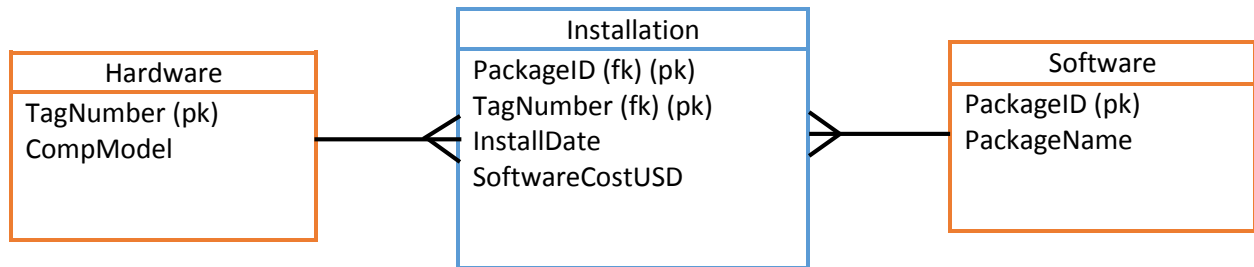 Hardware
TagNumber (pk)
CompModel
Installation
PackageID (fk) (pk)
TagNumber (fk) (pk)
InstallDate
SoftwareCostUSD
Software
PackageID (pk)
PackageName